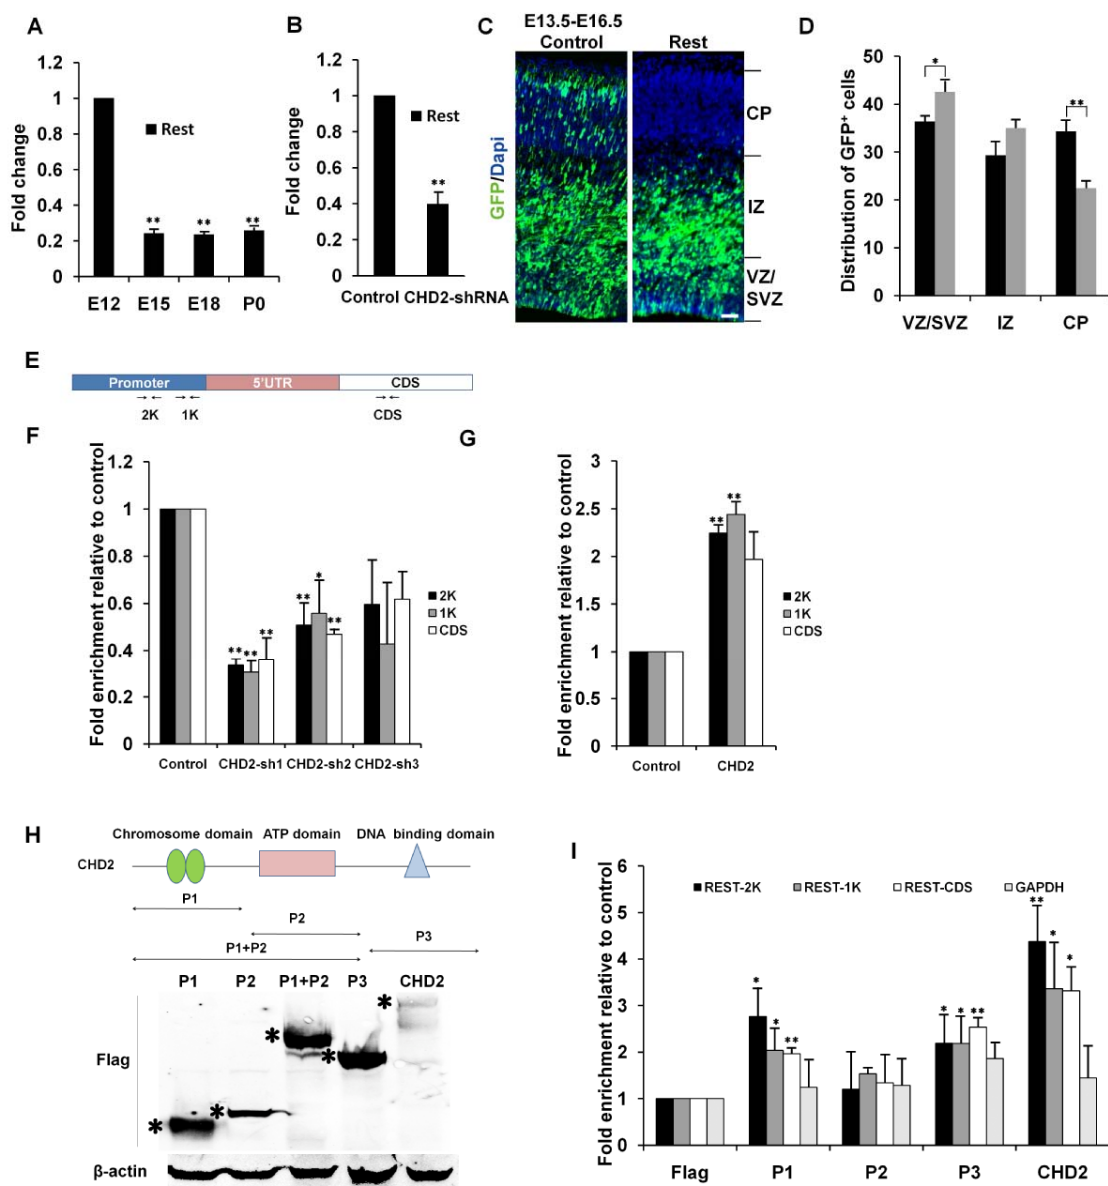 A
Fold change
1.2
1
0.8
0.6
0.4
0.2
0
Rest
** ** **
E12 E15 E18 P0
B
Fold change
1.2
1
0.8
0.6
0.4
0.2
0
Rest
**
Control CHD2-shRNA
C
E13.5-E16.5
Control Rest
GFP/Dapi
CP
IZ
VZ/
SVZ
D
Distribution of GFP+ cells
50
40
30
20
10
0
* **
VZ/SVZ IZ CP
E
Promoter 5'UTR CDS
2K 1K CDS
F
Fold enrichment relative to control
1.2
1
0.8
0.6
0.4
0.2
0
** ** ** ** * **
2K
1K
CDS
Control CHD2-sh1 CHD2-sh2 CHD2-sh3
G
Fold enrichment relative to control
3
2.5
2
1.5
1
0.5
0
** **
2K
1K
CDS
Control CHD2
H
Chromosome domain ATP domain DNA binding domain
CHD2
P1
P2
P3
P1+P2
P1 P2 P1+P2 P3 CHD2
Flag
* * * * *
β-actin
I
Fold enrichment relative to control
6
5
4
3
2
1
0
REST-2K REST-1K REST-CDS GAPDH
* * ** * * ** ** * *
Flag P1 P2 P3 CHD2